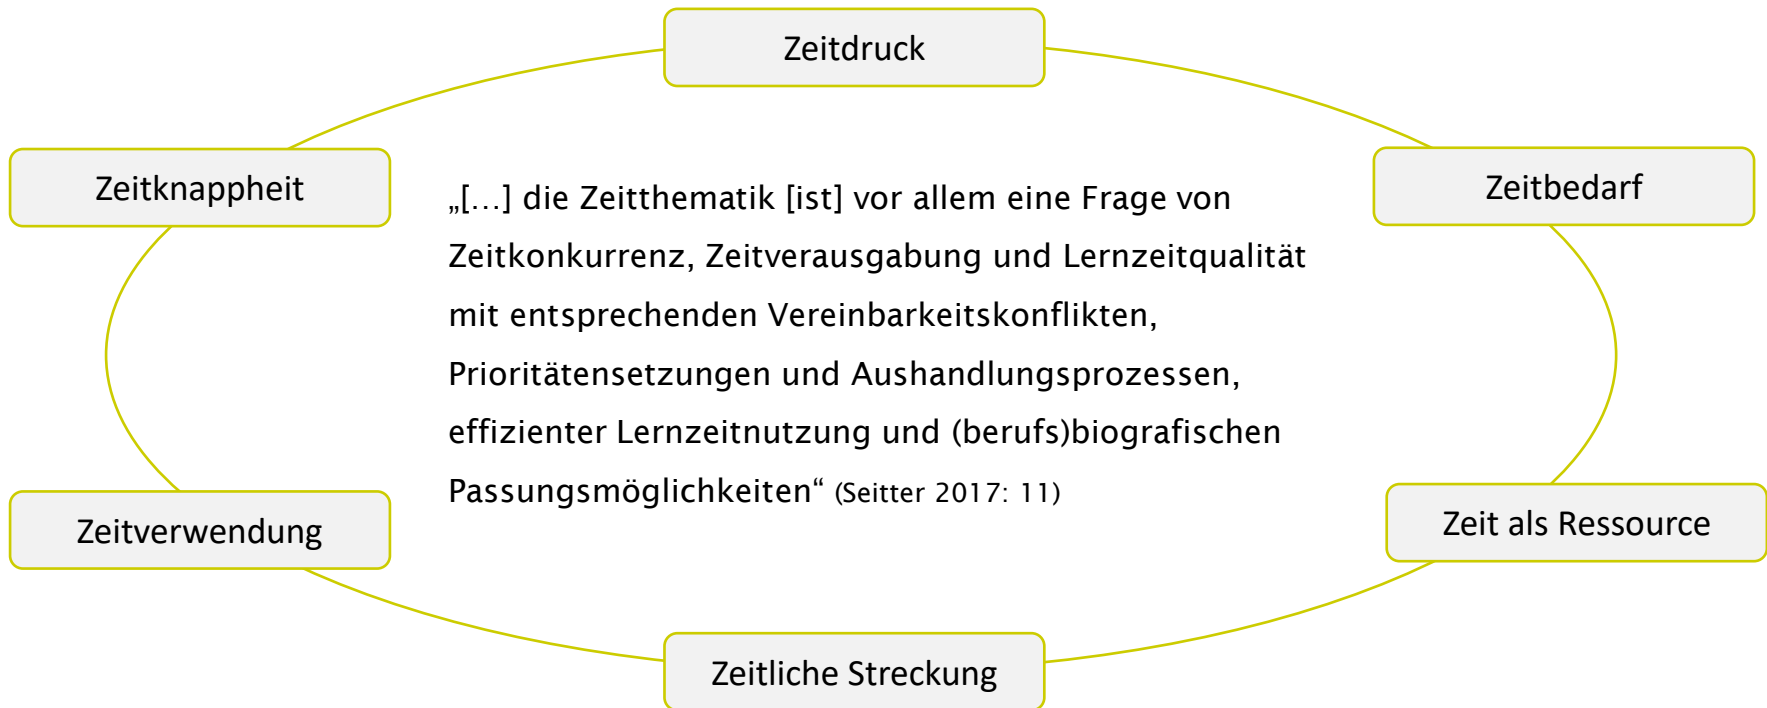 Zeitdruck
Zeitknappheit
Zeitbedarf
„[…] die Zeitthematik [ist] vor allem eine Frage von
Zeitkonkurrenz, Zeitverausgabung und Lernzeitqualität
mit entsprechenden Vereinbarkeitskonflikten,
Prioritätensetzungen und Aushandlungsprozessen,
effizienter Lernzeitnutzung und (berufs)biografischen
Passungsmöglichkeiten“ (Seitter 2017: 11)
Zeitverwendung
Zeit als Ressource
Zeitliche Streckung